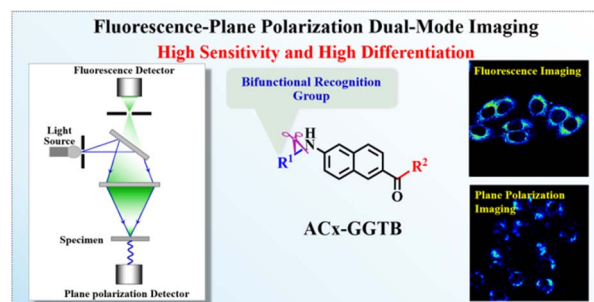 Fluorescence-Plane Polarization Dual-Mode Imaging
High Sensitivity and High Differentiation
Fluorescence Detector
Light
Source
Specimen
Plane polarization Detector
Bifunctional Recognition
Group
H
N
R¹
R²
O
ACx-GGTB
Fluorescence Imaging
Plane Polarization
Imaging